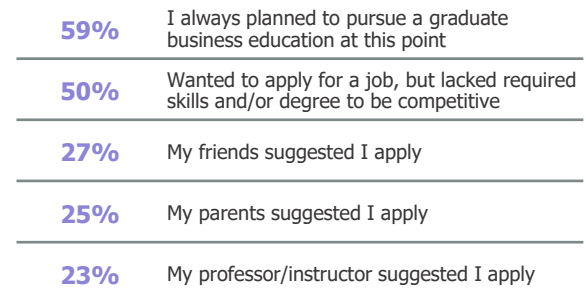 59%
I always planned to pursue a graduate
business education at this point
50%
Wanted to apply for a job, but lacked required
skills and/or degree to be competitive
27%
My friends suggested I apply
25%
My parents suggested I apply
23%
My professor/instructor suggested I apply